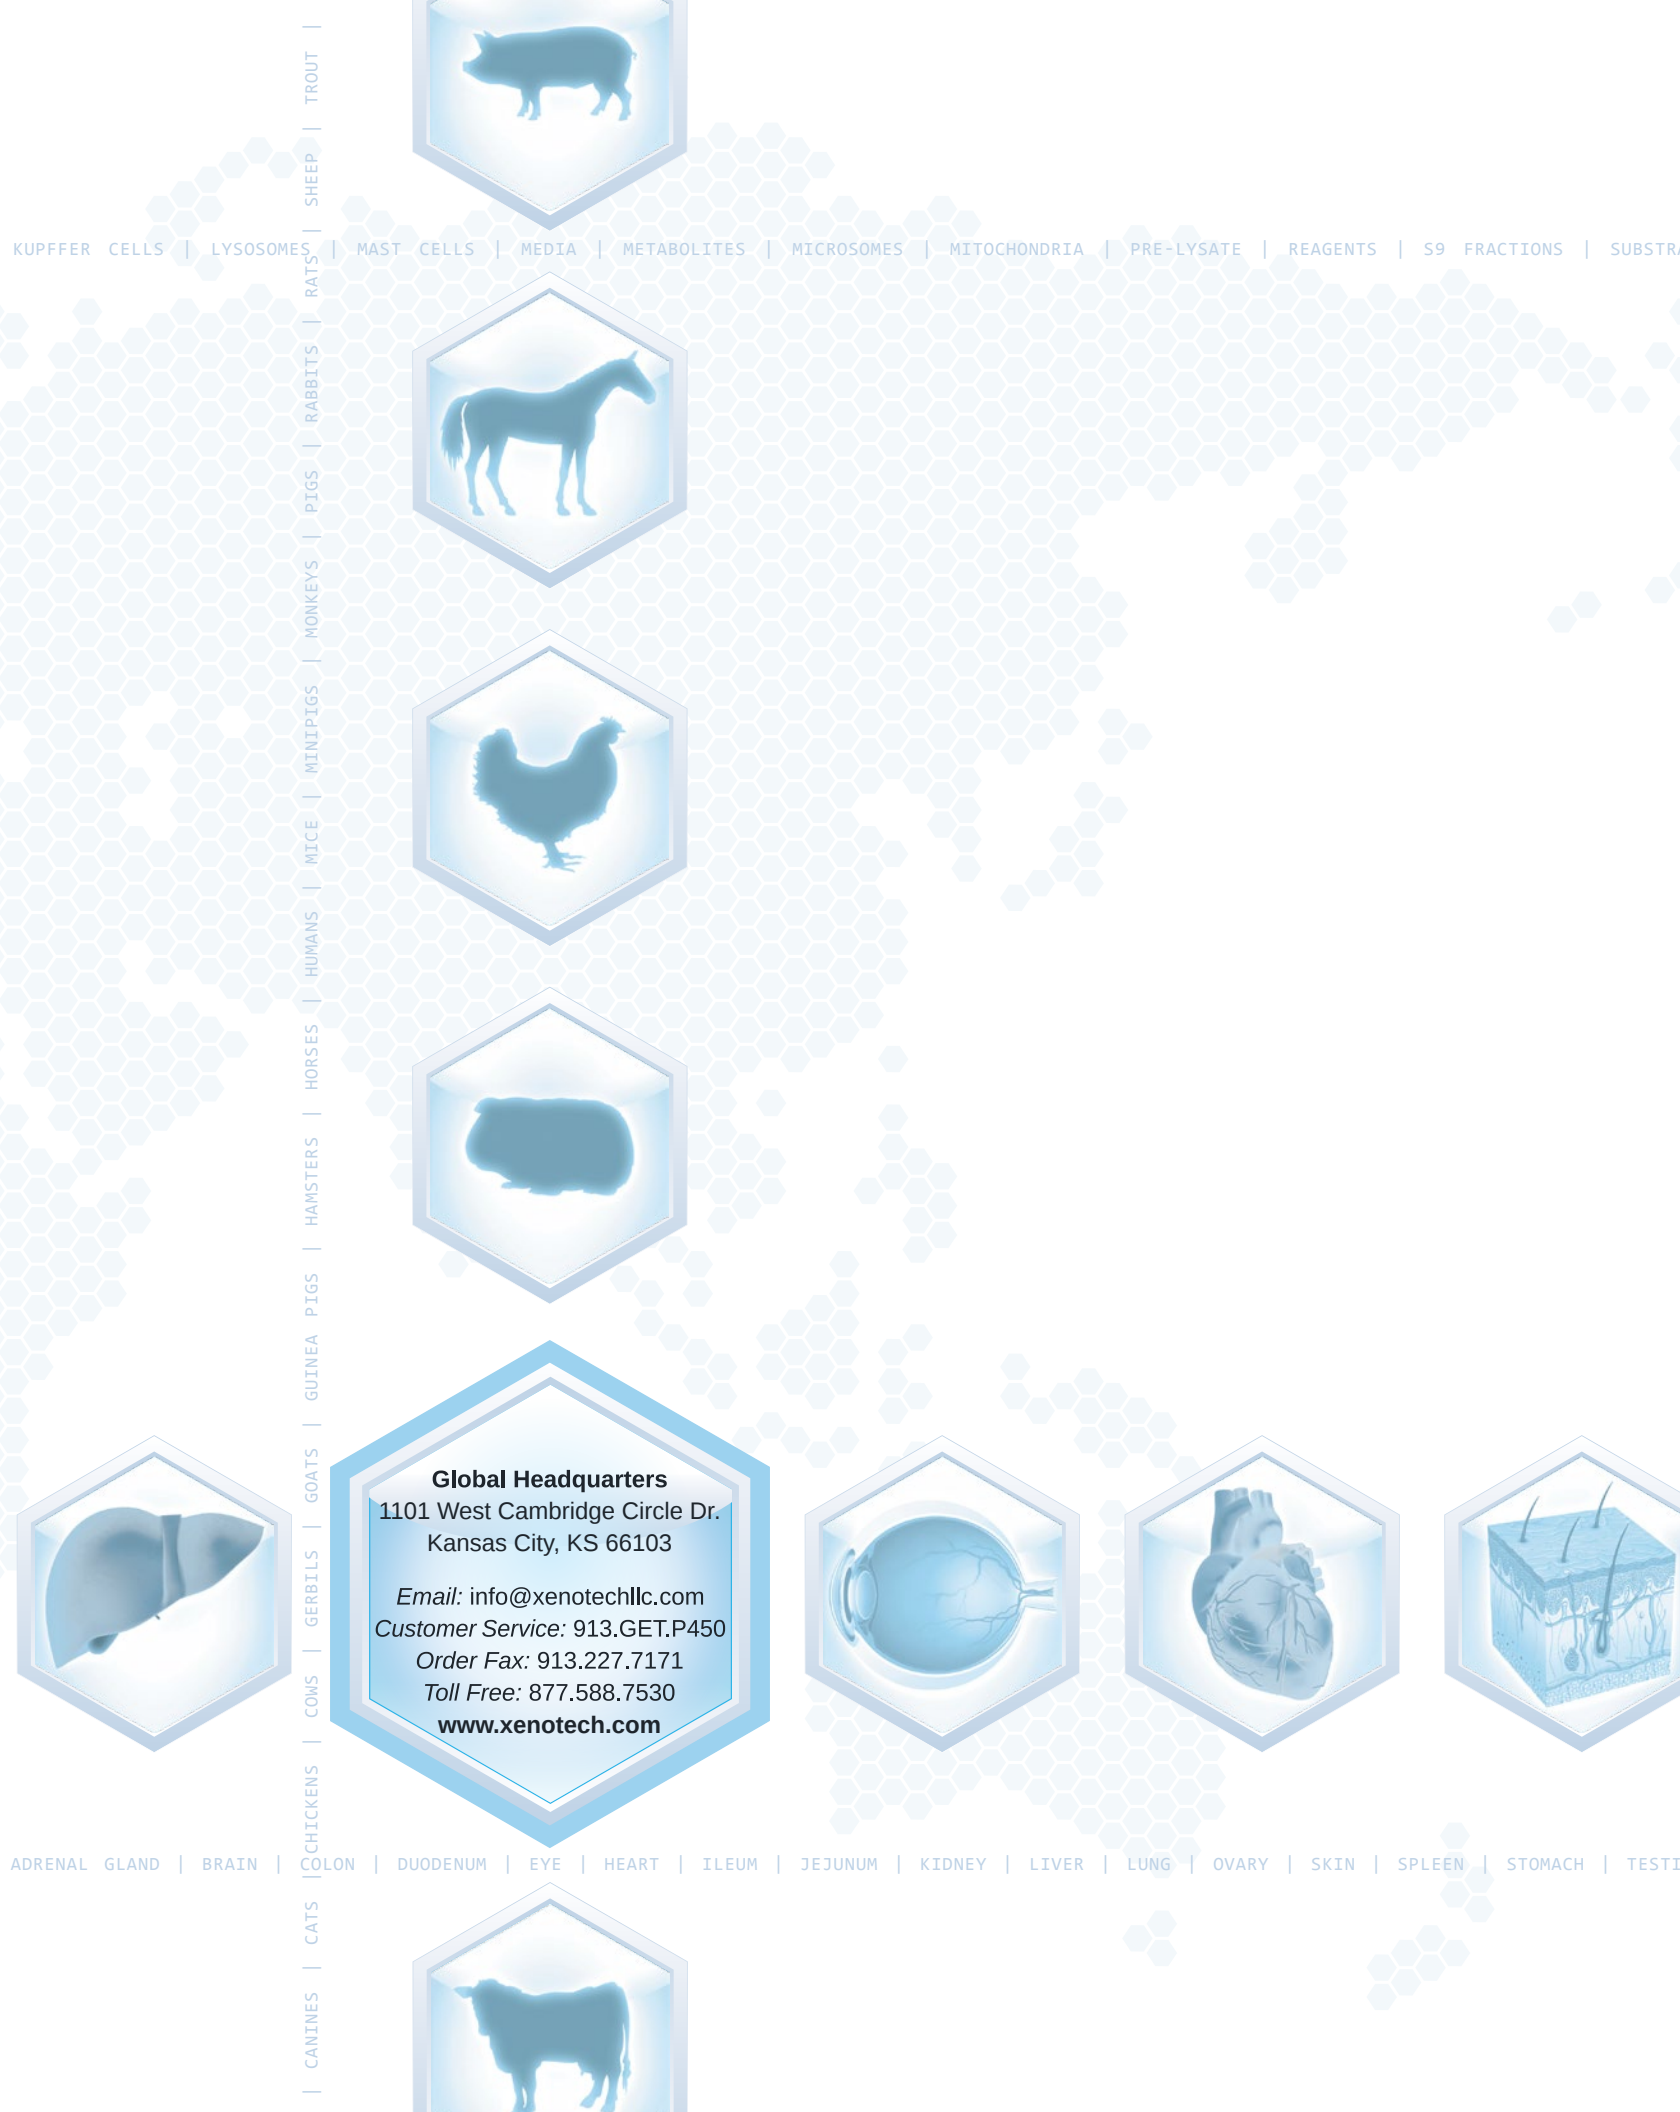 KUPFFER CELLS | LYSOSOMES | MAST CELLS | MEDIA | METABOLITES | MICROSOMES | MITOCHONDRIA | PRE-LYSATE | REAGENTS | S9 FRACTIONS | SUBSTRA
| CANINES | CATS | CHICKENS | COWS | GERBILS | GOATS | GUINEA PIGS | HAMSTERS | HORSES | HUMANS | MICE | MINIPIGS | MONKEYS | PIGS | RABBITS | RATS | SHEEP | TROUT |
Global Headquarters
1101 West Cambridge Circle Dr.
Kansas City, KS 66103
Email: info@xenotechllc.com
Customer Service: 913.GET.P450
Order Fax: 913.227.7171
Toll Free: 877.588.7530
www.xenotech.com
ADRENAL GLAND | BRAIN | COLON | DUODENUM | EYE | HEART | ILEUM | JEJUNUM | KIDNEY | LIVER | LUNG | OVARY | SKIN | SPLEEN | STOMACH | TESTI